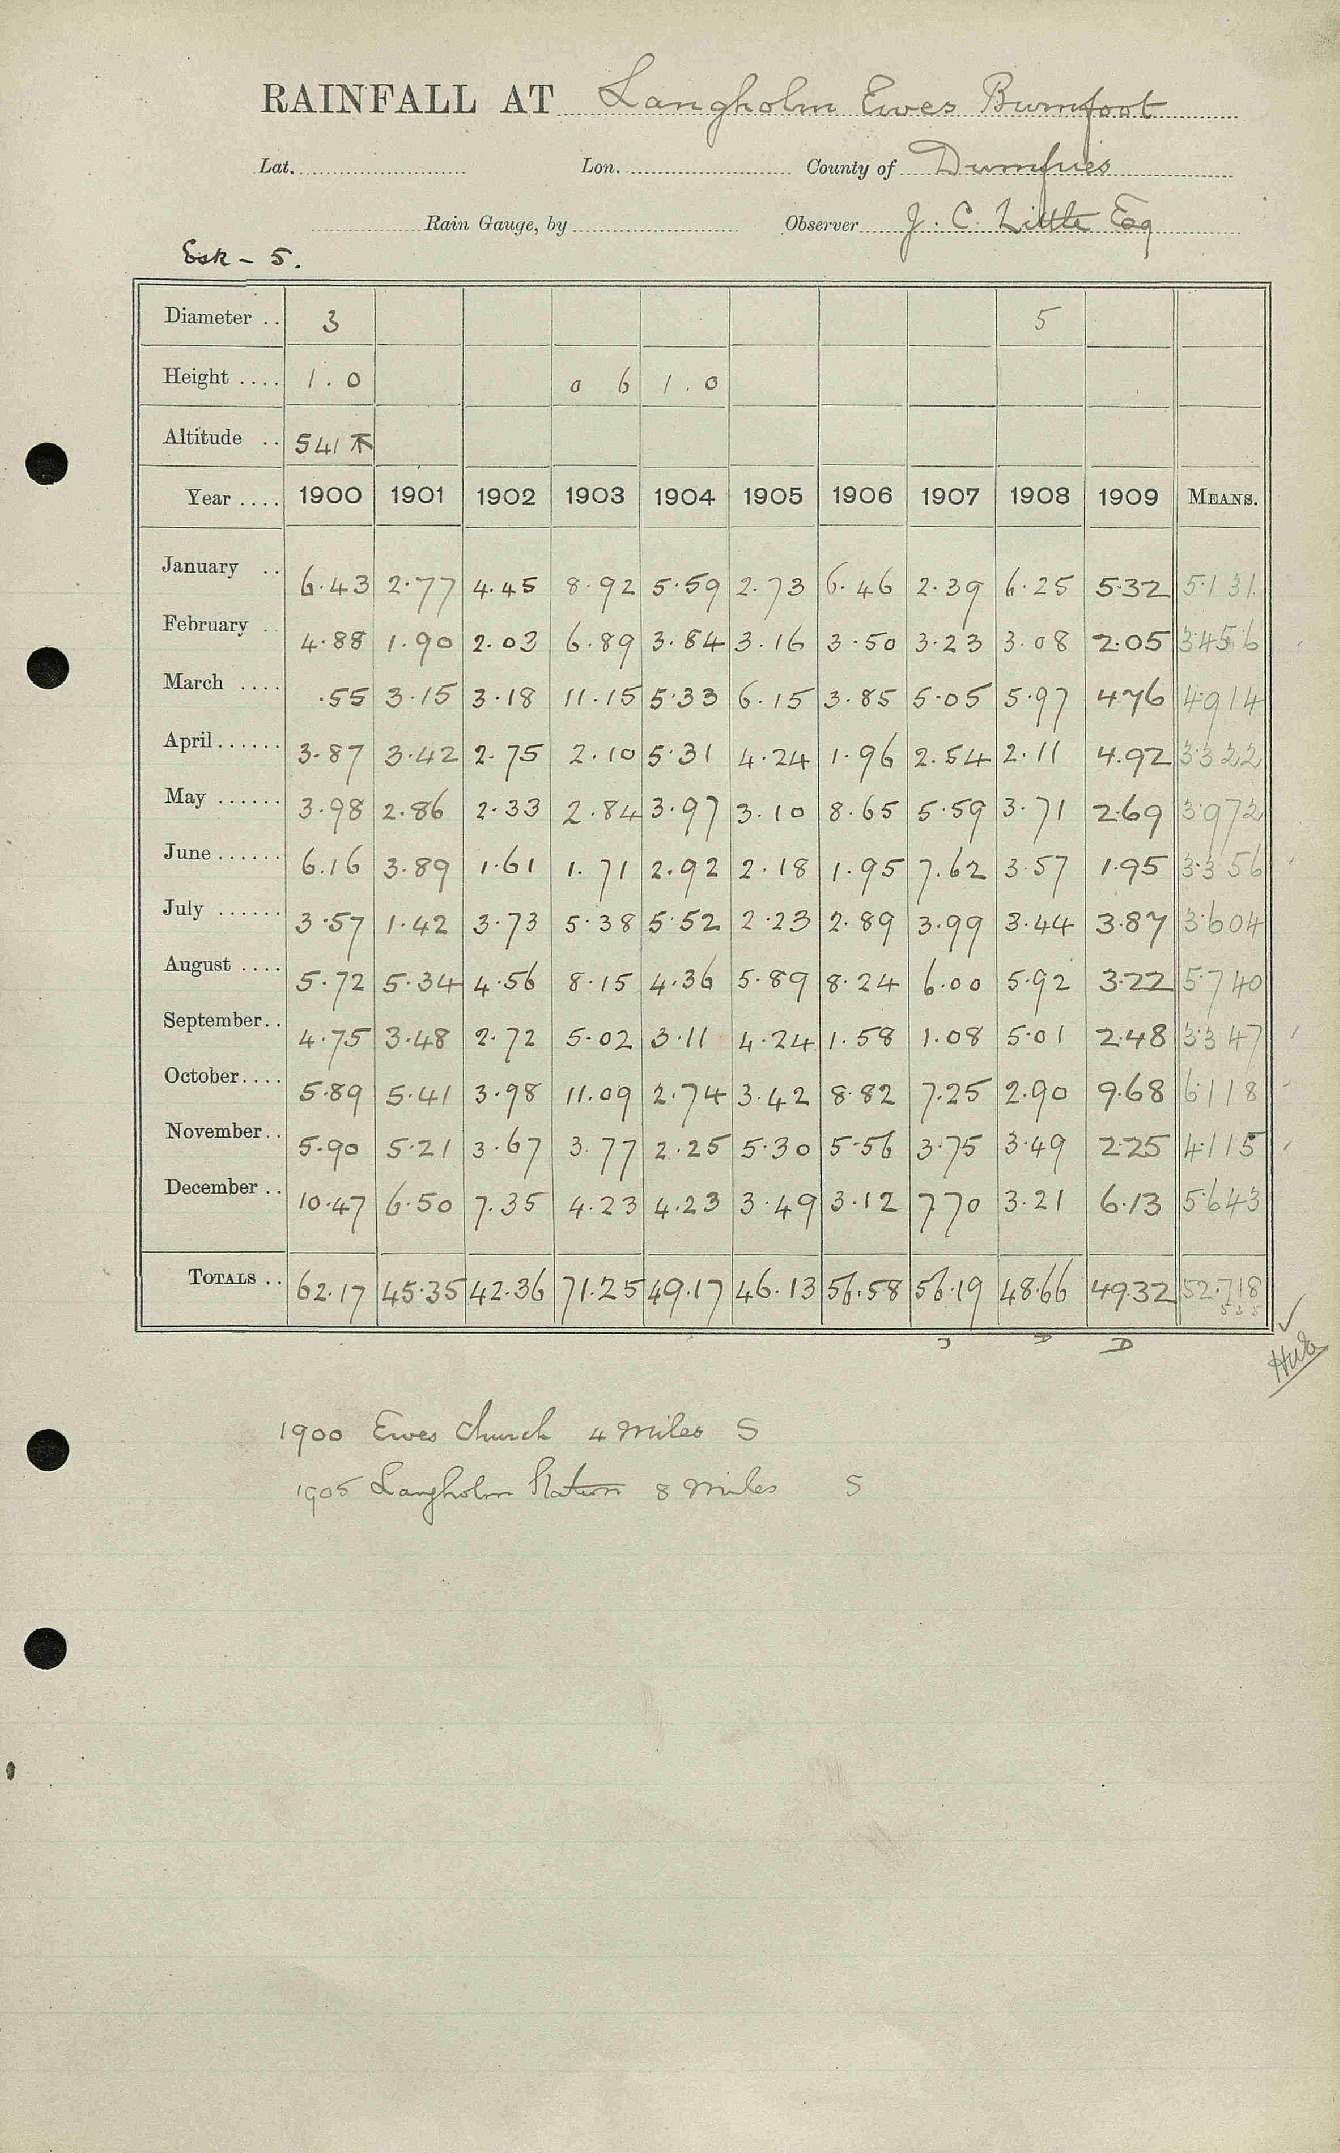 RAINFALL AT Langholm Ewes Burnfoot
Lat. Lon. County of Dumfries
Rain Gauge, by Observer J. C. Little Esq
Esk - 5.
Diameter .. 3 5
Height .... 1.0 0 6 1.0
Altitude .. 541
Year .... 1900 1901 1902 1903 1904 1905 1906 1907 1908 1909 MEANS.
January .. 6.43 2.77 4.45 8.92 5.59 2.73 6.46 2.39 6.25 5.32 5.131
February .. 4.88 1.90 2.03 6.89 3.84 3.16 3.50 3.23 3.08 2.05 3.456
March .... .55 3.15 3.18 11.15 5.33 6.15 3.85 5.05 5.97 4.76 4.914
April...... 3.87 3.42 2.75 2.10 5.31 4.24 1.96 2.54 2.11 4.92 3.322
May ...... 3.98 2.86 2.33 2.84 3.97 3.10 8.65 5.59 3.71 2.69 3.972
June...... 6.16 3.89 1.61 1.71 2.92 2.18 1.95 7.62 3.57 1.95 3.356
July ...... 3.57 1.42 3.73 5.38 5.52 2.23 2.89 3.99 3.44 3.87 3.604
August .... 5.72 5.34 4.56 8.15 4.36 5.89 8.24 6.00 5.92 3.22 5.740
September.. 4.75 3.48 2.72 5.02 3.11 4.24 1.58 1.08 5.01 2.48 3.347
October.... 5.89 5.41 3.98 11.09 2.74 3.42 8.82 7.25 2.90 9.68 6.118
November.. 5.90 5.21 3.67 3.77 2.25 5.30 5.56 3.75 3.49 2.25 4.115
December .. 10.47 6.50 7.35 4.23 4.23 3.49 3.12 7.70 3.21 6.13 5.643
TOTALS .. 62.17 45.35 42.36 71.25 49.17 46.13 56.58 56.19 48.66 49.32 52.718
D D
1900 Ewes Church 4 Miles S
1905 Langholm Station 8 Miles S